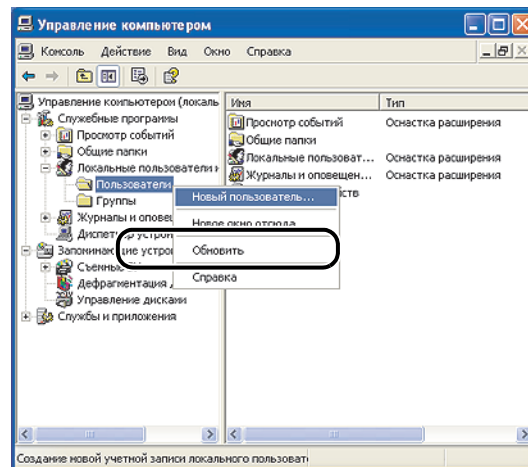 Управление компьютером
Консоль Действие Вид Окно Справка
Управление компьютером (локаль
Служебные программы
Просмотр событий
Общие папки
Локальные пользователи
Пользователи
Группы
Журналы и оповещ
Диспетчер устрой
Запоминающие устро
Съемные
Дефрагментация
Управление дисками
Службы и приложения
Имя Тип
Просмотр событий Оснастка расширения
Общие папки
Локальные пользоват... Оснастка расширения
Журналы и оповещен... Оснастка расширения
ств
Новый пользователь...
Новое окно отсюда
Обновить
Справка
Создание новой учетной записи локального пользоват